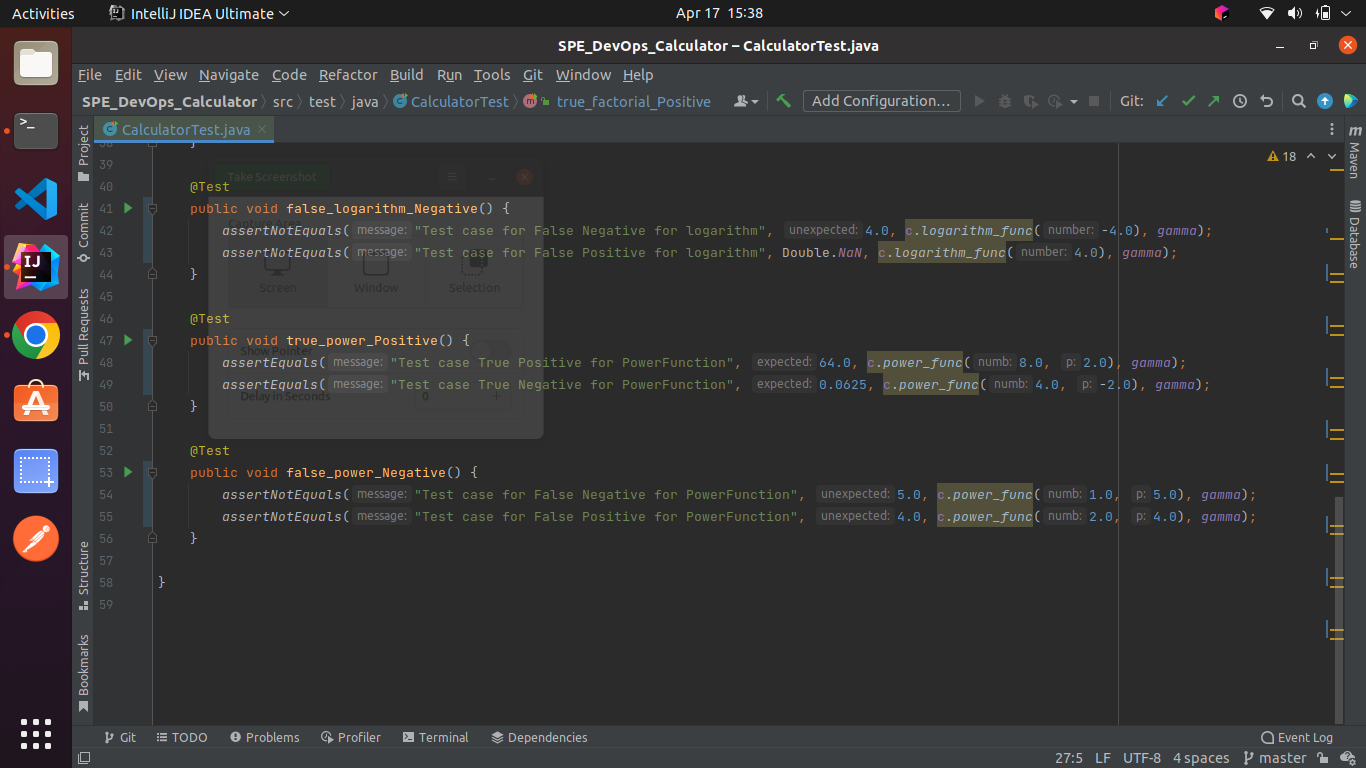 Activities IntelliJ IDEA Ultimate Apr 17 15:38
SPE_DevOps_Calculator – CalculatorTest.java
File Edit View Navigate Code Refactor Build Run Tools Git Window Help
SPE_DevOps_Calculator src test java CalculatorTest true_factorial_Positive Add Configuration... Git:
CalculatorTest.java
Project
Commit
Pull Requests
Structure
Bookmarks
Maven
Database
18
38 }
39
40 @Test
41 public void false_logarithm_Negative() {
42 assertNotEquals( message: "Test case for False Negative for logarithm", unexpected: 4.0, c.logarithm_func( number: -4.0), gamma);
43 assertNotEquals( message: "Test case for False Positive for logarithm", Double.NaN, c.logarithm_func( number: 4.0), gamma);
44 }
45
46 @Test
47 public void true_power_Positive() {
48 assertEquals( message: "Test case True Positive for PowerFunction", expected: 64.0, c.power_func( numb: 8.0, p: 2.0), gamma);
49 assertEquals( message: "Test case True Negative for PowerFunction", expected: 0.0625, c.power_func( numb: 4.0, p: -2.0), gamma);
50 }
51
52 @Test
53 public void false_power_Negative() {
54 assertNotEquals( message: "Test case for False Negative for PowerFunction", unexpected: 5.0, c.power_func( numb: 1.0, p: 5.0), gamma);
55 assertNotEquals( message: "Test case for False Positive for PowerFunction", unexpected: 4.0, c.power_func( numb: 2.0, p: 4.0), gamma);
56 }
57
58 }
59
Take Screenshot
Capture Area
Screen Window Selection
Show Pointer
Delay in Seconds 0 +
Git TODO Problems Profiler Terminal Dependencies Event Log
27:5 LF UTF-8 4 spaces master